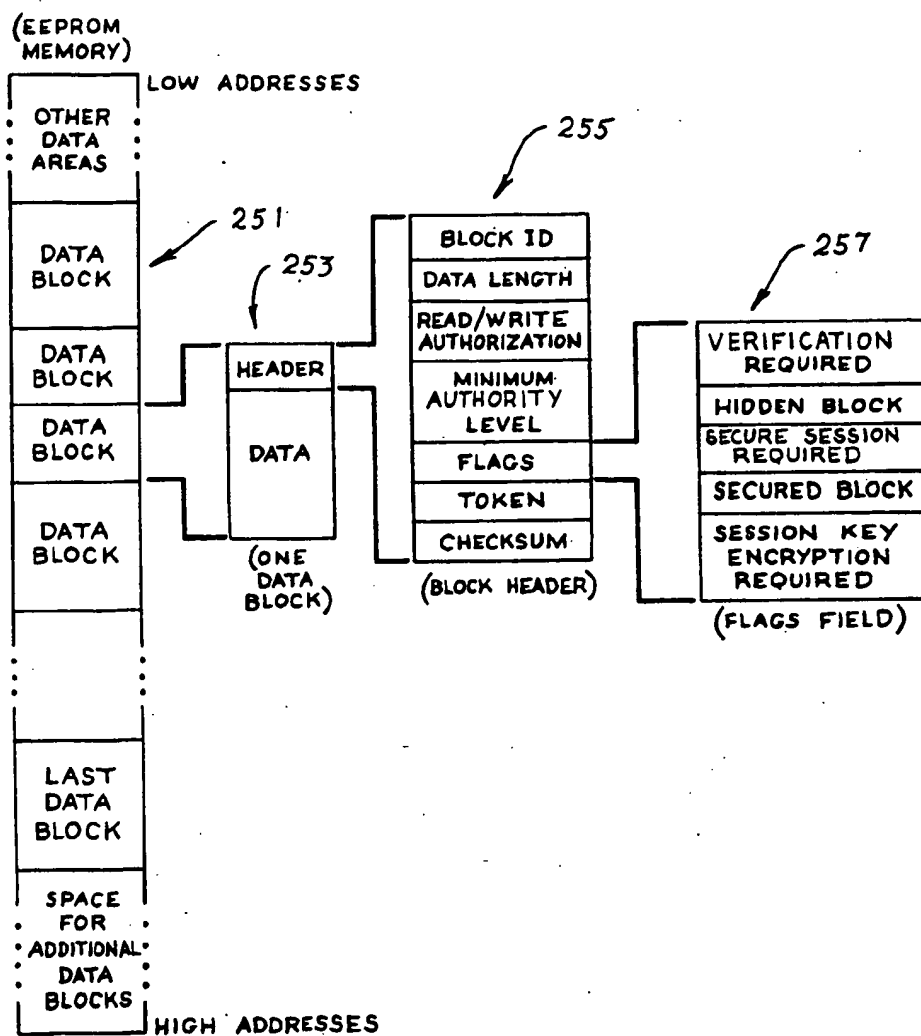 (EEPROM
MEMORY)
LOW ADDRESSES
OTHER
DATA
AREAS
251
DATA
BLOCK
DATA
BLOCK
DATA
BLOCK
DATA
BLOCK
LAST
DATA
BLOCK
SPACE
FOR
ADDITIONAL
DATA
BLOCKS
HIGH ADDRESSES
253
HEADER
DATA
(ONE
DATA
BLOCK)
255
BLOCK ID
DATA LENGTH
READ/WRITE
AUTHORIZATION
MINIMUM
AUTHORITY
LEVEL
FLAGS
TOKEN
CHECKSUM
(BLOCK HEADER)
257
VERIFICATION
REQUIRED
HIDDEN BLOCK
SECURE SESSION
REQUIRED
SECURED BLOCK
SESSION KEY
ENCRYPTION
REQUIRED
(FLAGS FIELD)